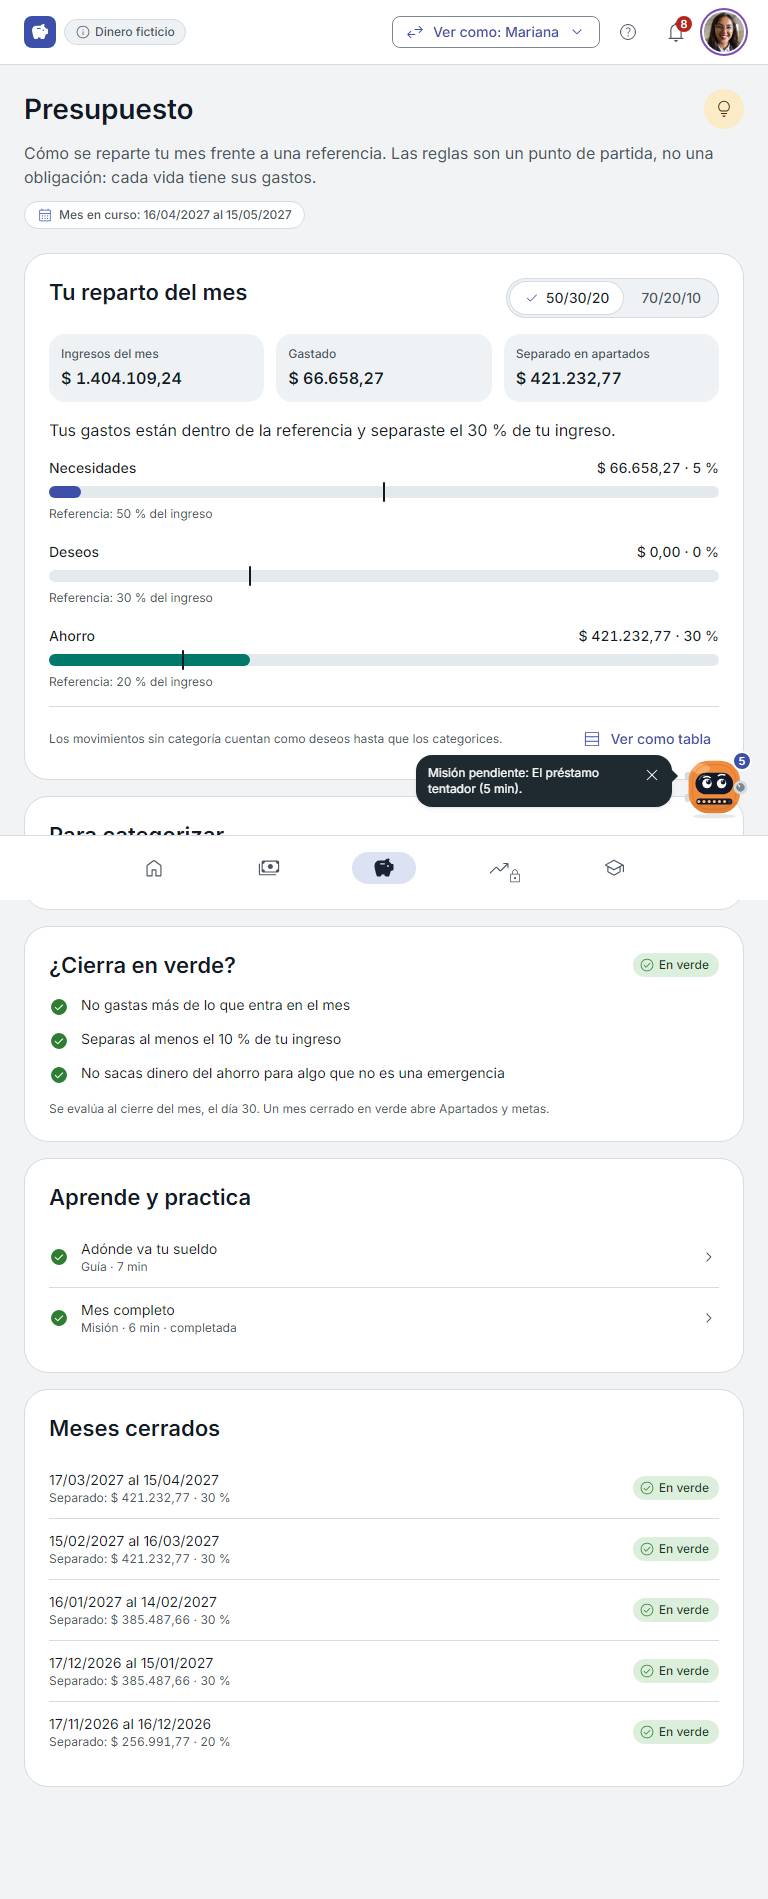 Dinero ficticio
Ver como: Mariana
8
Presupuesto
Cómo se reparte tu mes frente a una referencia. Las reglas son un punto de partida, no una
obligación: cada vida tiene sus gastos.
Mes en curso: 16/04/2027 al 15/05/2027
Tu reparto del mes
50/30/20
70/20/10
Ingresos del mes
$ 1.404.109,24
Gastado
$ 66.658,27
Separado en apartados
$ 421.232,77
Tus gastos están dentro de la referencia y separaste el 30 % de tu ingreso.
Necesidades
$ 66.658,27 · 5 %
Referencia: 50 % del ingreso
Deseos
$ 0,00 · 0 %
Referencia: 30 % del ingreso
Ahorro
$ 421.232,77 · 30 %
Referencia: 20 % del ingreso
Los movimientos sin categoría cuentan como deseos hasta que los categorices.
Ver como tabla
Misión pendiente: El préstamo
tentador (5 min).
5
Para categorizar
¿Cierra en verde?
En verde
No gastas más de lo que entra en el mes
Separas al menos el 10 % de tu ingreso
No sacas dinero del ahorro para algo que no es una emergencia
Se evalúa al cierre del mes, el día 30. Un mes cerrado en verde abre Apartados y metas.
Aprende y practica
Adónde va tu sueldo
Guía · 7 min
Mes completo
Misión · 6 min · completada
Meses cerrados
17/03/2027 al 15/04/2027
Separado: $ 421.232,77 · 30 %
En verde
15/02/2027 al 16/03/2027
Separado: $ 421.232,77 · 30 %
En verde
16/01/2027 al 14/02/2027
Separado: $ 385.487,66 · 30 %
En verde
17/12/2026 al 15/01/2027
Separado: $ 385.487,66 · 30 %
En verde
17/11/2026 al 16/12/2026
Separado: $ 256.991,77 · 20 %
En verde